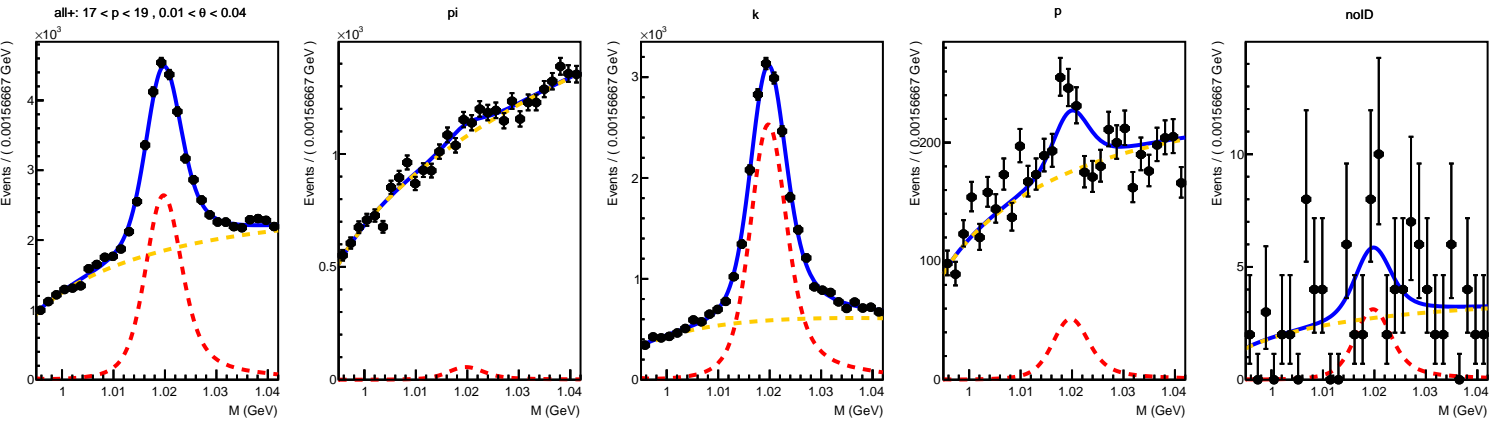 all+: 17 < p < 19 , 0.01 < θ < 0.04
×10³
Events / ( 0.00156667 GeV )
4
3
2
1
0
1 1.01 1.02 1.03 1.04
M (GeV)
pi
×10³
Events / ( 0.00156667 GeV )
1
0.5
0
1 1.01 1.02 1.03 1.04
M (GeV)
k
×10³
Events / ( 0.00156667 GeV )
3
2
1
0
1 1.01 1.02 1.03 1.04
M (GeV)
p
Events / ( 0.00156667 GeV )
200
100
0
1 1.01 1.02 1.03 1.04
M (GeV)
noID
Events / ( 0.00156667 GeV )
10
5
0
1 1.01 1.02 1.03 1.04
M (GeV)